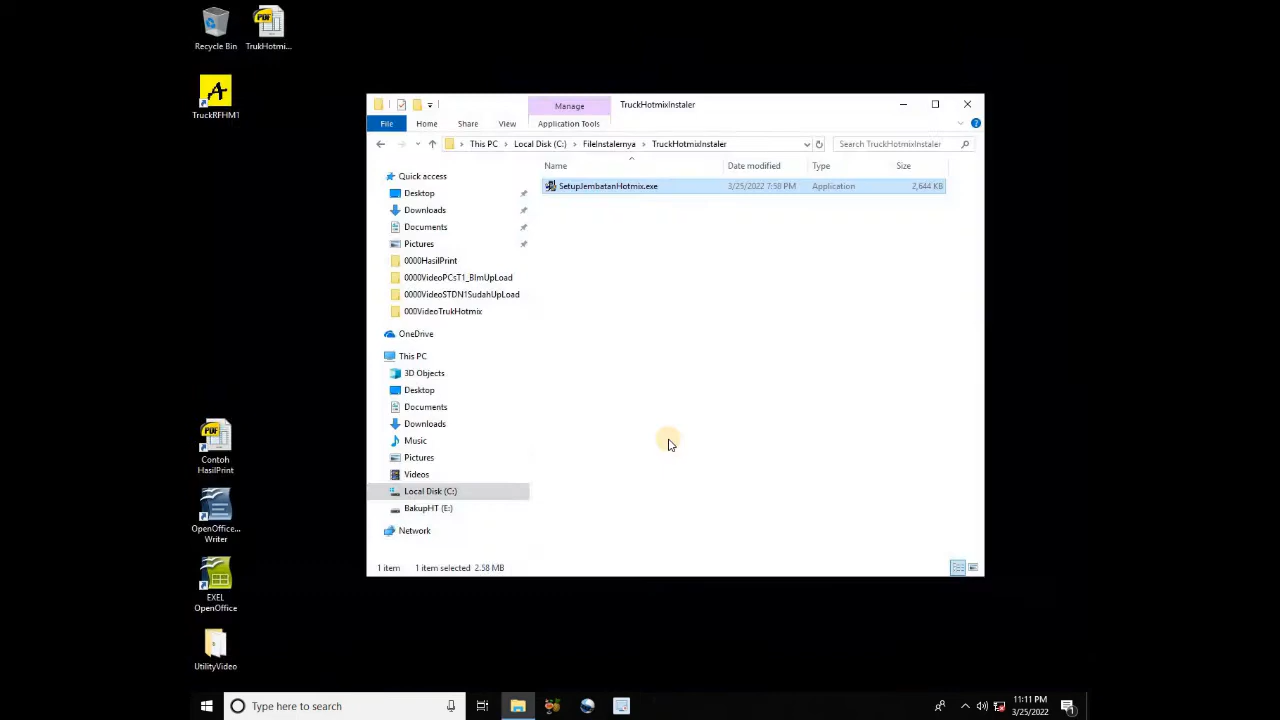 Recycle Bin
TrukHotmi...
TruckRFHM1
Manage
TruckHotmixInstaler
File
Home
Share
View
Application Tools
This PC
Local Disk (C:)
FileInstalernya
TruckHotmixInstaler
Search TruckHotmixInstaler
Name
Date modified
Type
Size
SetupJembatanHotmix.exe
3/25/2022 7:58 PM
Application
2,644 KB
Quick access
Desktop
Downloads
Documents
Pictures
0000HasilPrint
0000VideoPCsT1_BlmUpLoad
0000VideoSTDN1SudahUpLoad
000VideoTrukHotmix
OneDrive
This PC
3D Objects
Desktop
Documents
Downloads
Music
Pictures
Videos
Local Disk (C:)
BakupHT (E:)
Network
1 item
1 item selected 2.58 MB
PDF
PDF
Contoh
HasilPrint
OpenOffice...
Writer
EXEL
OpenOffice
UtilityVideo
Type here to search
11:11 PM
3/25/2022
1